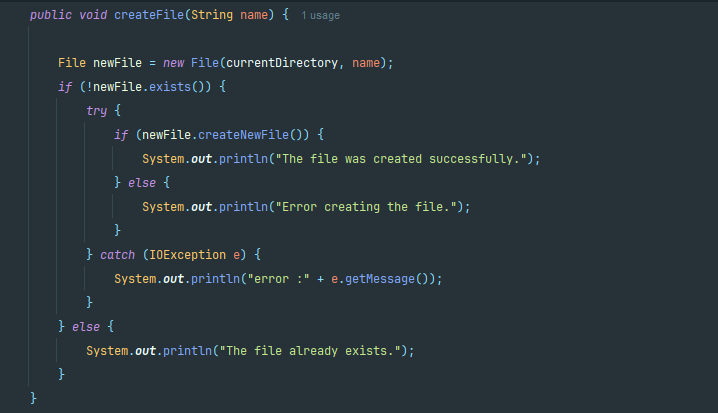 public void createFile(String name) { 1 usage
File newFile = new File(currentDirectory, name);
if (!newFile.exists()) {
try {
if (newFile.createNewFile()) {
System.out.println("The file was created successfully.");
} else {
System.out.println("Error creating the file.");
}
} catch (IOException e) {
System.out.println("error :" + e.getMessage());
}
} else {
System.out.println("The file already exists.");
}
}